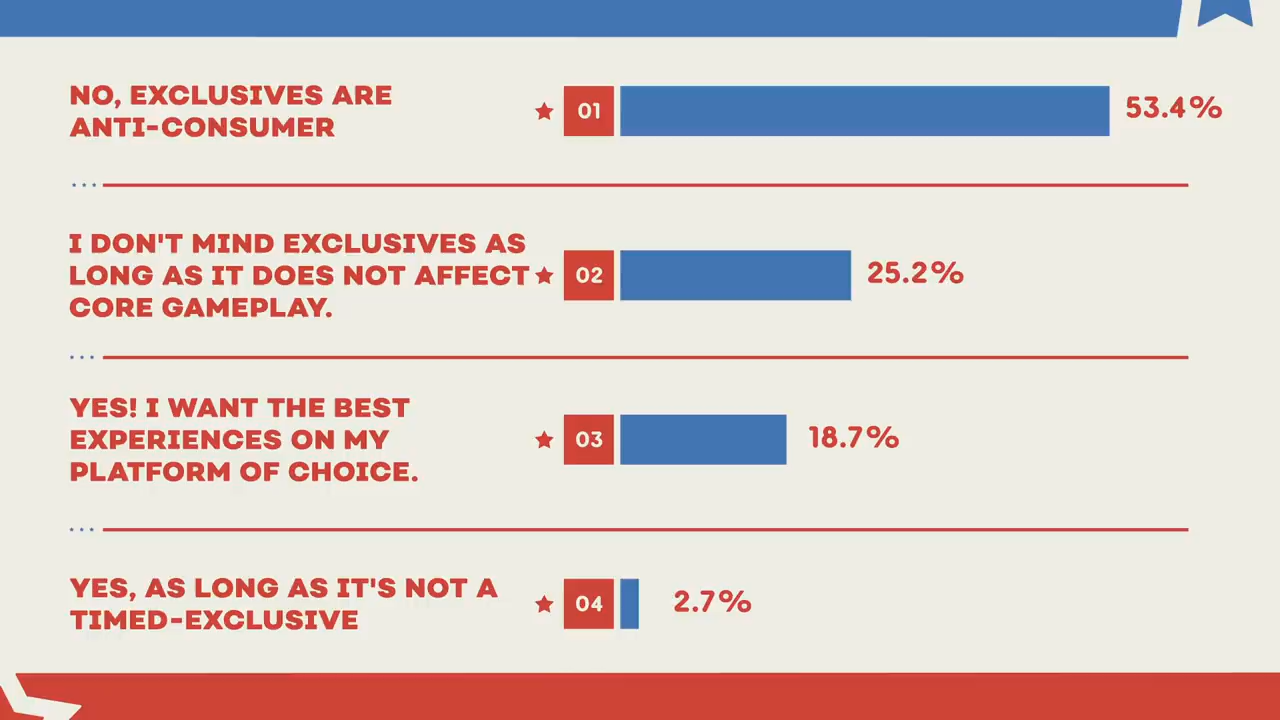 NO, EXCLUSIVES ARE
ANTI-CONSUMER
01
53.4%
I DON'T MIND EXCLUSIVES AS
LONG AS IT DOES NOT AFFECT
CORE GAMEPLAY.
02
25.2%
YES! I WANT THE BEST
EXPERIENCES ON MY
PLATFORM OF CHOICE.
03
18.7%
YES, AS LONG AS IT'S NOT A
TIMED-EXCLUSIVE
04
2.7%